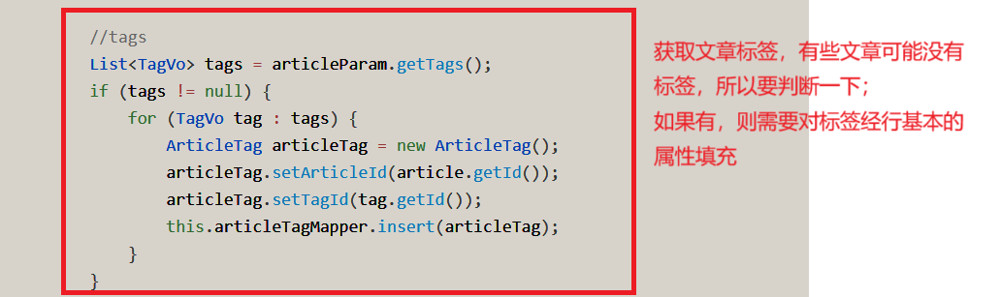 //tags
List<TagVo> tags = articleParam.getTags();
if (tags != null) {
for (TagVo tag : tags) {
ArticleTag articleTag = new ArticleTag();
articleTag.setArticleId(article.getId());
articleTag.setTagId(tag.getId());
this.articleTagMapper.insert(articleTag);
}
}
获取文章标签，有些文章可能没有
标签，所以要判断一下；
如果有，则需要对标签经行基本的
属性填充